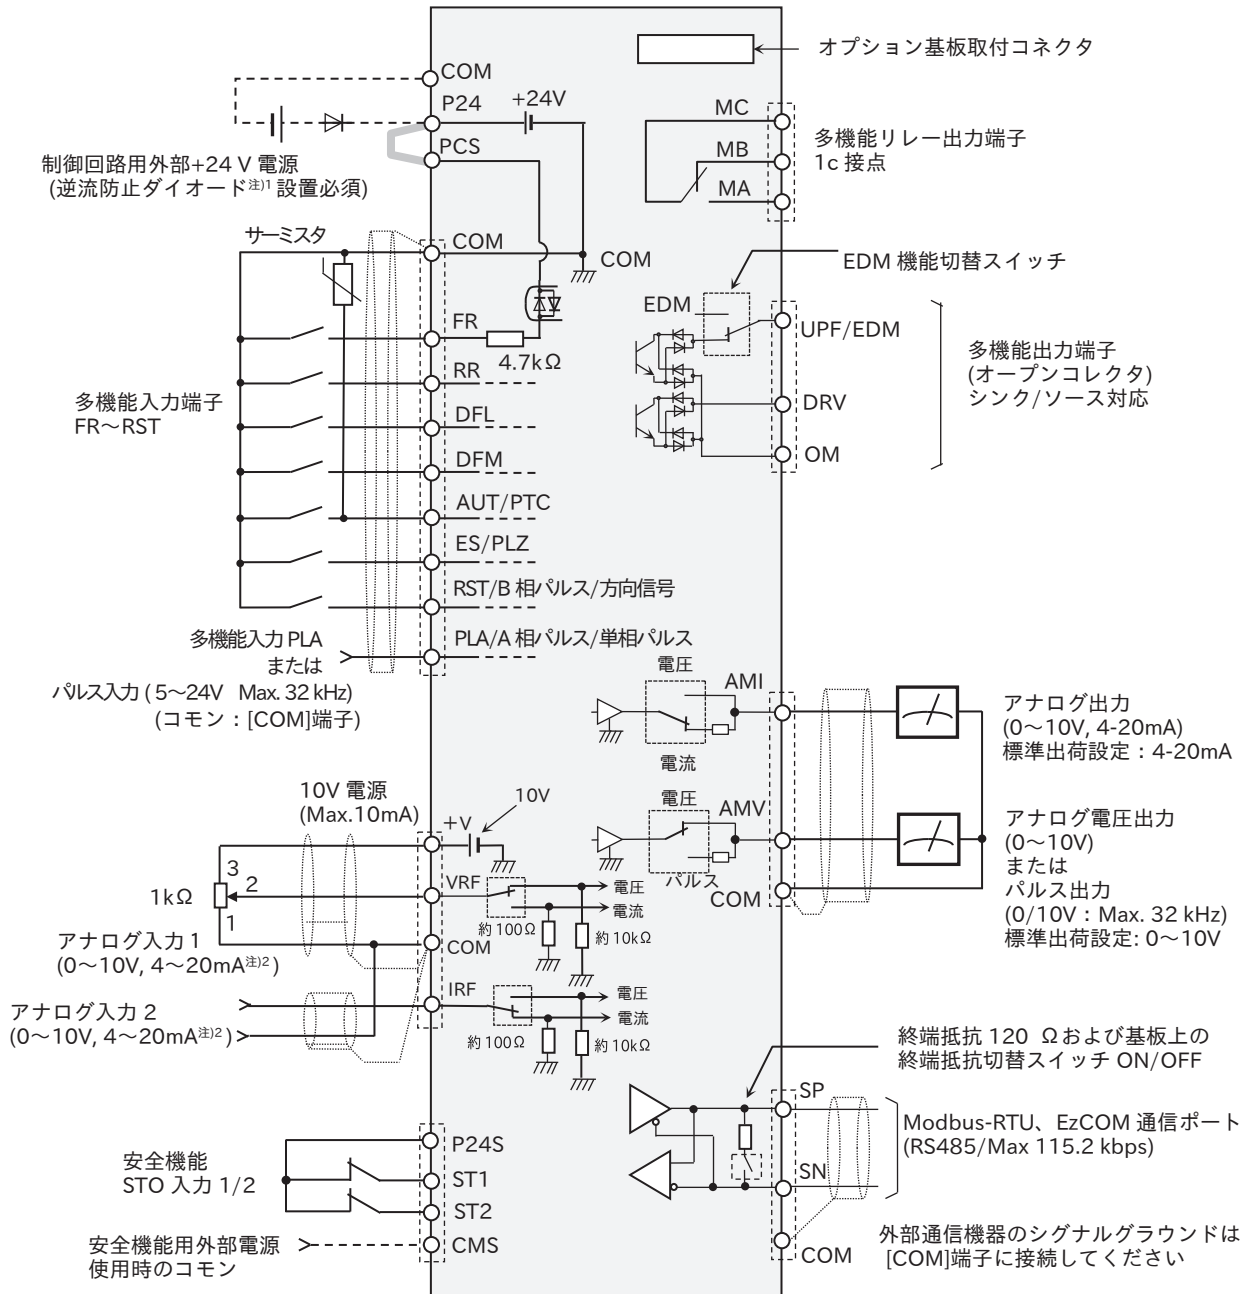 オプション基板取付コネクタ
COM
P24
+24V
PCS
制御回路用外部+24 V 電源
(逆流防止ダイオード注)1 設置必須)
MC
MB
MA
多機能リレー出力端子
1c 接点
サーミスタ
COM
COM
FR
4.7kΩ
RR
DFL
DFM
AUT/PTC
ES/PLZ
RST/B 相パルス/方向信号
PLA/A 相パルス/単相パルス
多機能入力端子
FR～RST
多機能入力 PLA
または
パルス入力 ( 5～24V Max. 32 kHz)
(コモン：[COM]端子)
EDM 機能切替スイッチ
EDM
UPF/EDM
DRV
OM
多機能出力端子
(オープンコレクタ)
シンク/ソース対応
電圧
AMI
電流
アナログ出力
(0～10V, 4-20mA)
標準出荷設定：4-20mA
電圧
AMV
パルス
COM
アナログ電圧出力
(0～10V)
または
パルス出力
(0/10V：Max. 32 kHz)
標準出荷設定: 0～10V
10V 電源
(Max.10mA)
+V
10V
3
2
1
1kΩ
VRF
電圧
電流
約 100Ω
約 10kΩ
COM
アナログ入力 1
(0～10V, 4～20mA注)2 )
IRF
電圧
電流
約 100Ω
約 10kΩ
アナログ入力 2
(0～10V, 4～20mA注)2 )
終端抵抗 120 Ωおよび基板上の
終端抵抗切替スイッチ ON/OFF
SP
SN
COM
Modbus-RTU、EzCOM 通信ポート
(RS485/Max 115.2 kbps)
外部通信機器のシグナルグラウンドは
[COM]端子に接続してください
安全機能
STO 入力 1/2
P24S
ST1
ST2
CMS
安全機能用外部電源
使用時のコモン